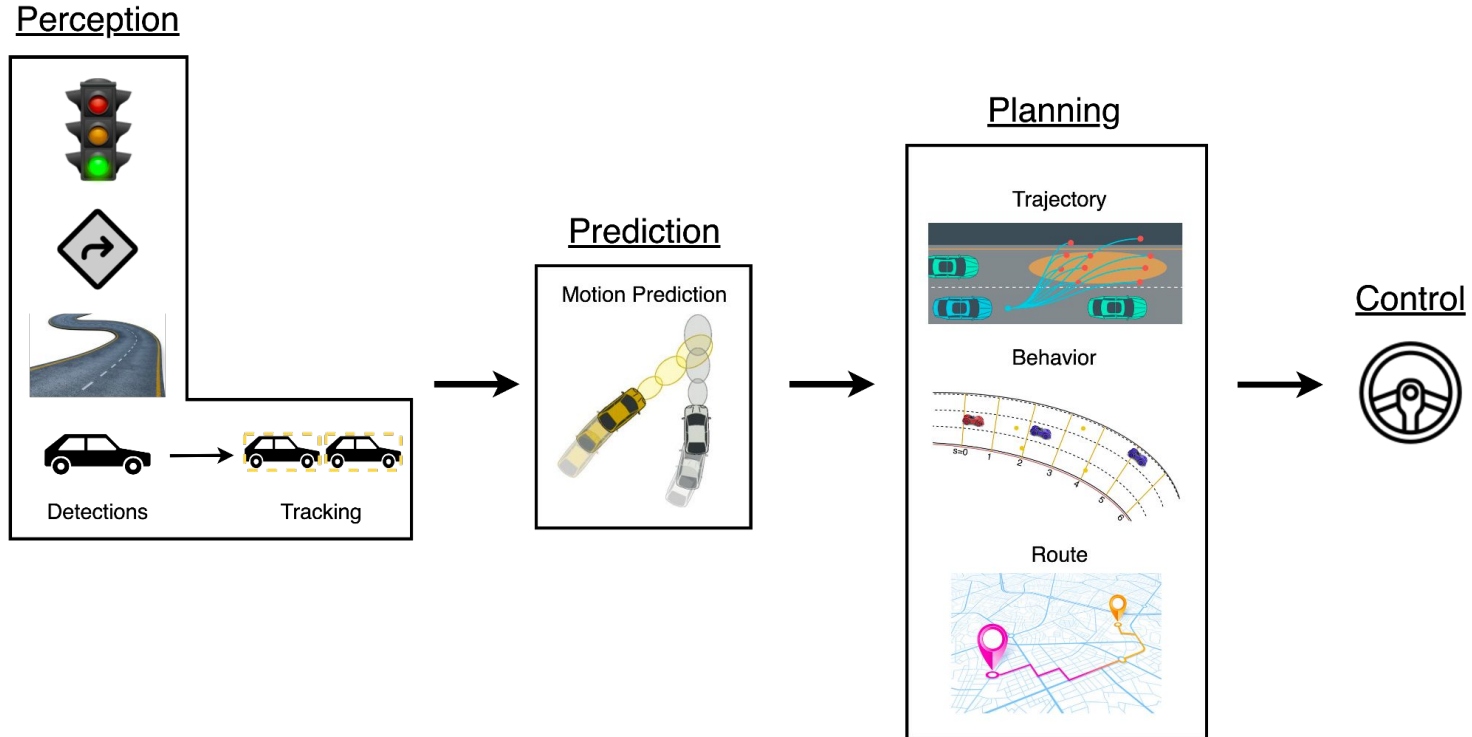 Perception
Detections
Tracking
Prediction
Motion Prediction
Planning
Trajectory
Behavior
s=0
1
2
3
4
5
6
Route
Control